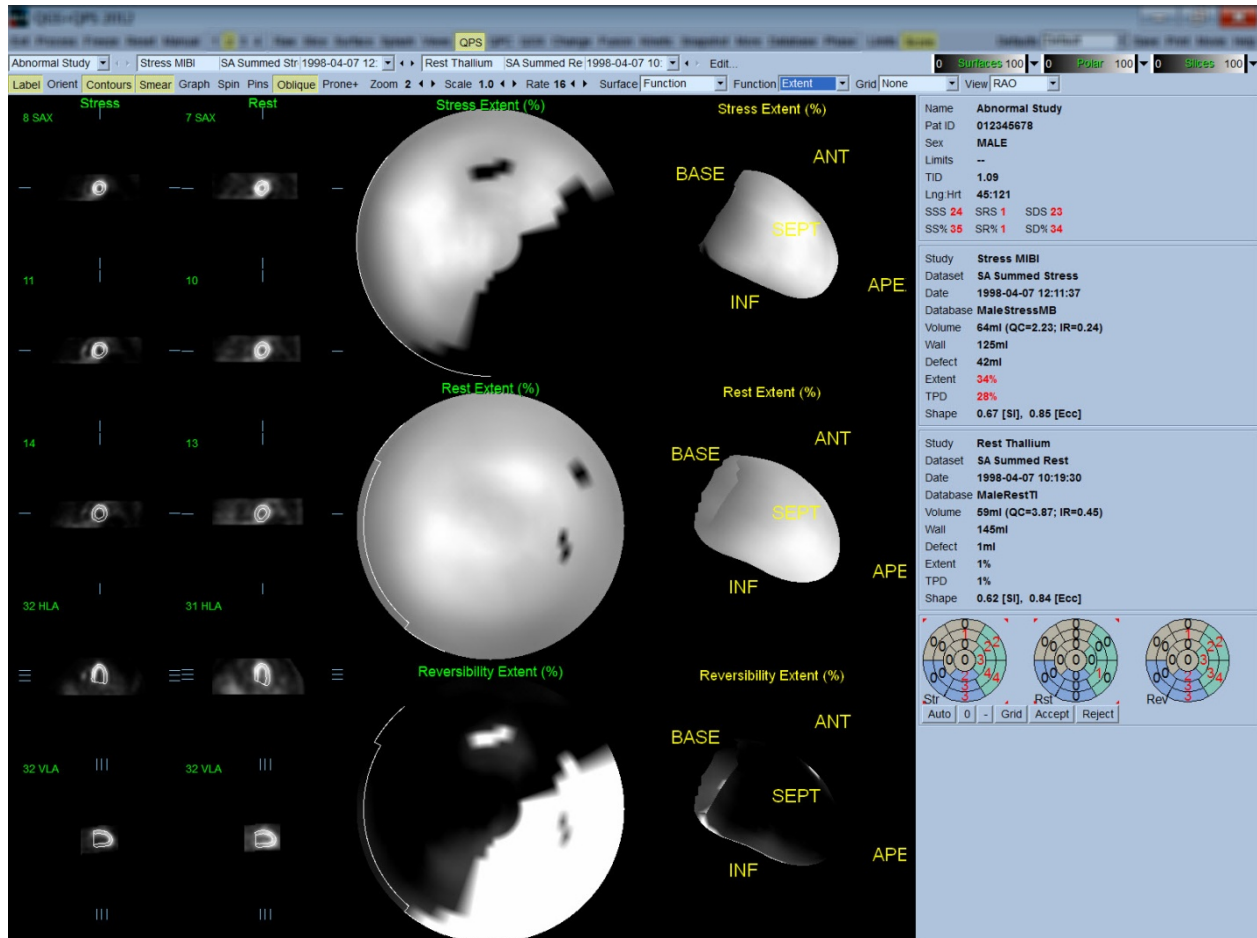 QGS+QPS 2012
QPS
Abnormal Study Stress MIBI SA Summed Str 1998-04-07 12: Rest Thallium SA Summed Re 1998-04-07 10: Edit... 0 Surfaces 100 0 Polar 100 0 Slices 100
Label Orient Contours Smear Graph Spin Pins Oblique Prone+ Zoom 2 Scale 1.0 Rate 16 Surface Function Function Extent Grid None View RAO
Stress Rest Stress Extent (%) Stress Extent (%)
8 SAX 7 SAX
ANT
BASE
SEPT
APE.
INF
11 10
Rest Extent (%) Rest Extent (%)
14 13
ANT
BASE
SEPT
APE
INF
32 HLA 31 HLA
Reversibility Extent (%) Reversibility Extent (%)
ANT
BASE
32 VLA 32 VLA
SEPT
APE
INF
Name Abnormal Study
Pat ID 012345678
Sex MALE
Limits --
TID 1.09
Lng:Hrt 45:121
SSS 24 SRS 1 SDS 23
SS% 35 SR% 1 SD% 34
Study Stress MIBI
Dataset SA Summed Stress
Date 1998-04-07 12:11:37
Database MaleStressMB
Volume 64ml (QC=2.23; IR=0.24)
Wall 125ml
Defect 42ml
Extent 34%
TPD 28%
Shape 0.67 [SI], 0.85 [Ecc]
Study Rest Thallium
Dataset SA Summed Rest
Date 1998-04-07 10:19:30
Database MaleRestTl
Volume 59ml (QC=3.87; IR=0.45)
Wall 145ml
Defect 1ml
Extent 1%
TPD 1%
Shape 0.62 [SI], 0.84 [Ecc]
Str Rst Rev
Auto 0 - Grid Accept Reject